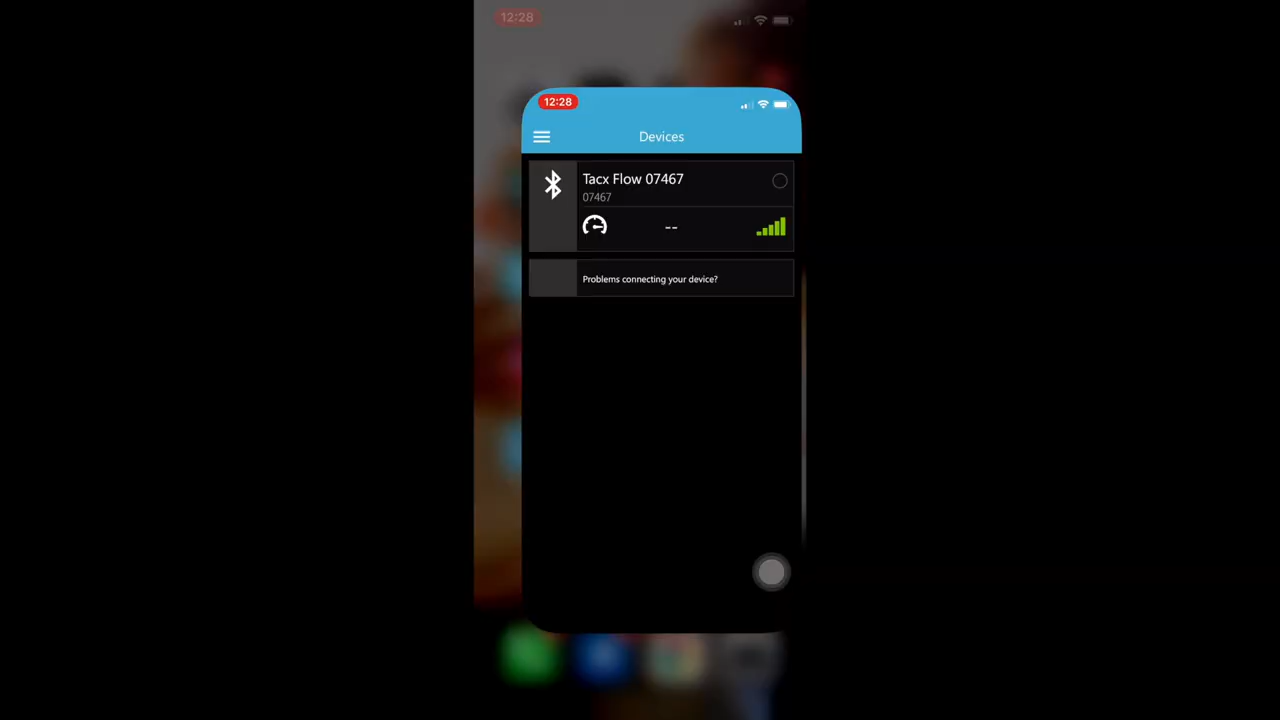 12:28
12:28
Devices
Tacx Flow 07467
07467
--
Problems connecting your device?